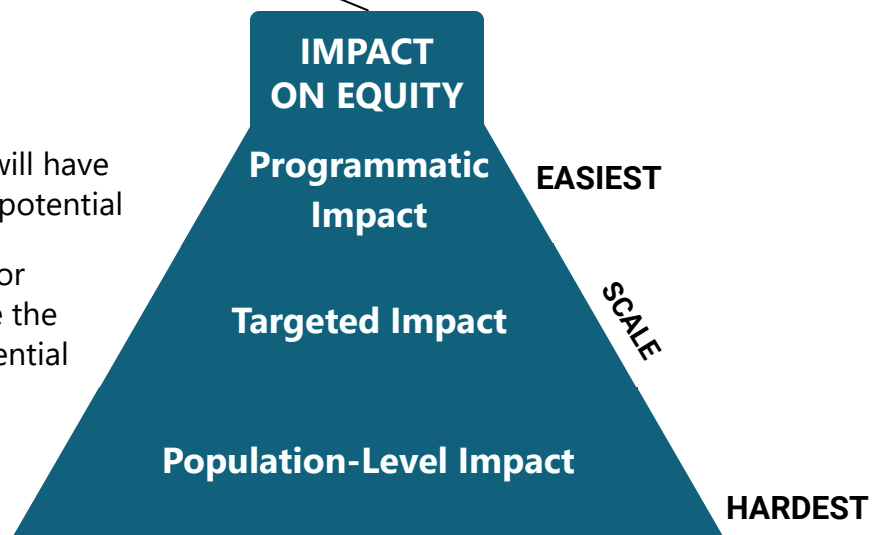 IMPACT
ON EQUITY
Programmatic
Impact
EASIEST
will have
potential
or
the
ential
Targeted Impact
SCALE
Population-Level Impact
HARDEST